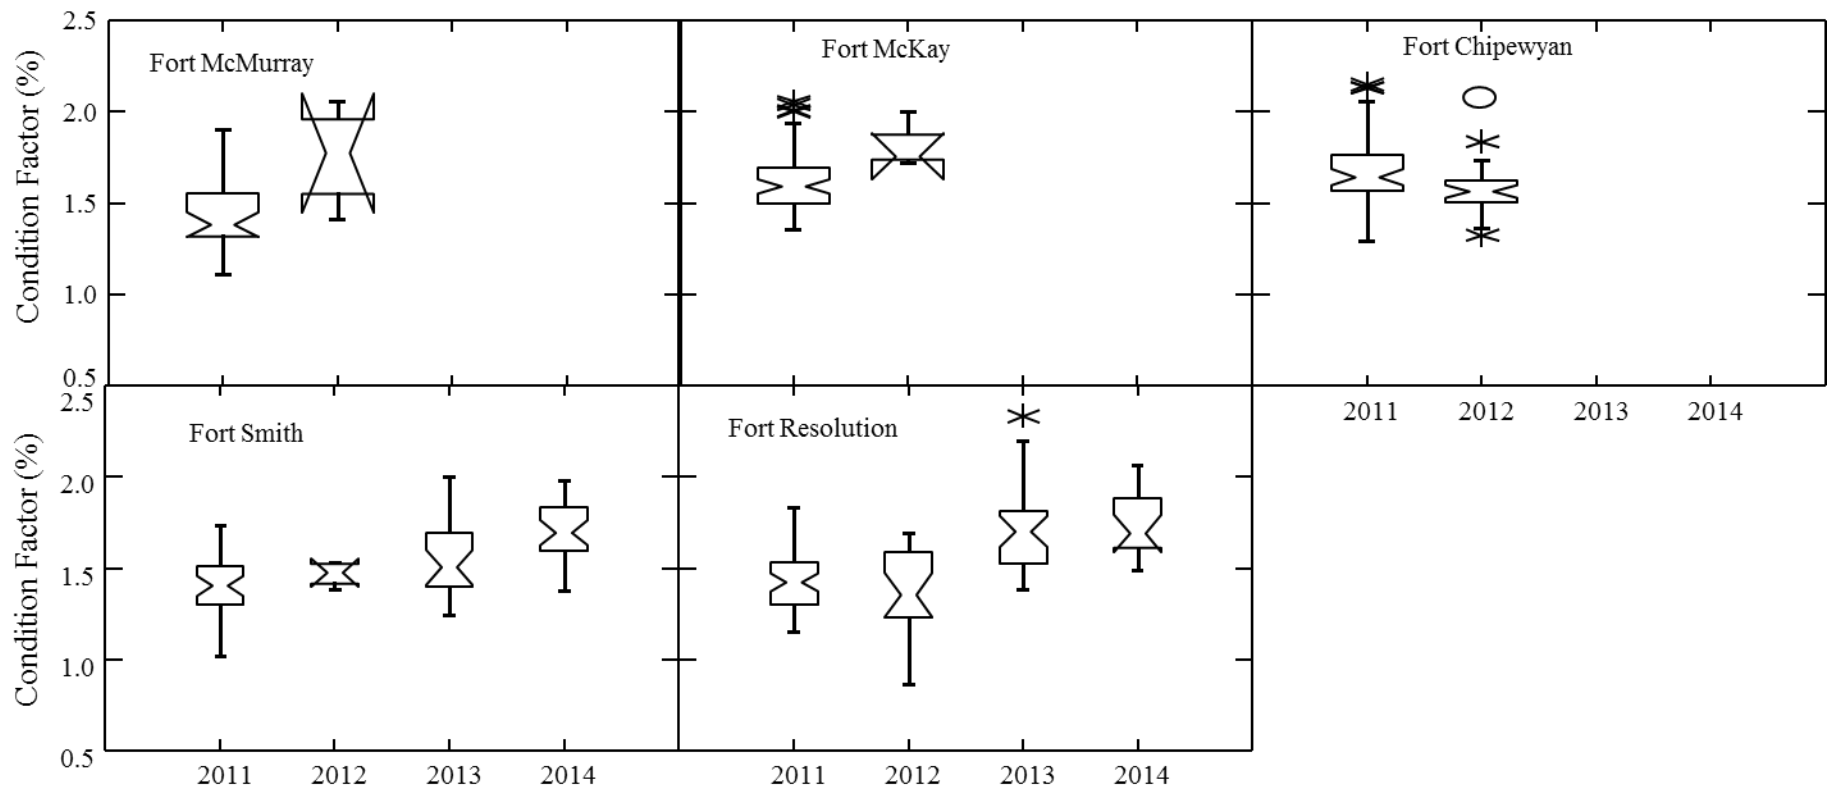 2.5
Fort McMurray
Fort McKay
Fort Chipewyan
2.0
1.5
1.0
0.5
Condition Factor (%)
2011 2012 2013 2014
2.5
Fort Smith
Fort Resolution
2.0
1.5
1.0
0.5
Condition Factor (%)
2011 2012 2013 2014
2011 2012 2013 2014